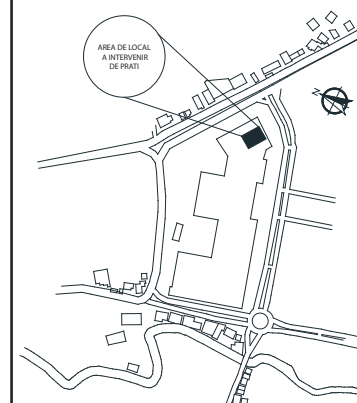 AREA DE LOCAL
A INTERVENIR
DE PRATI
N